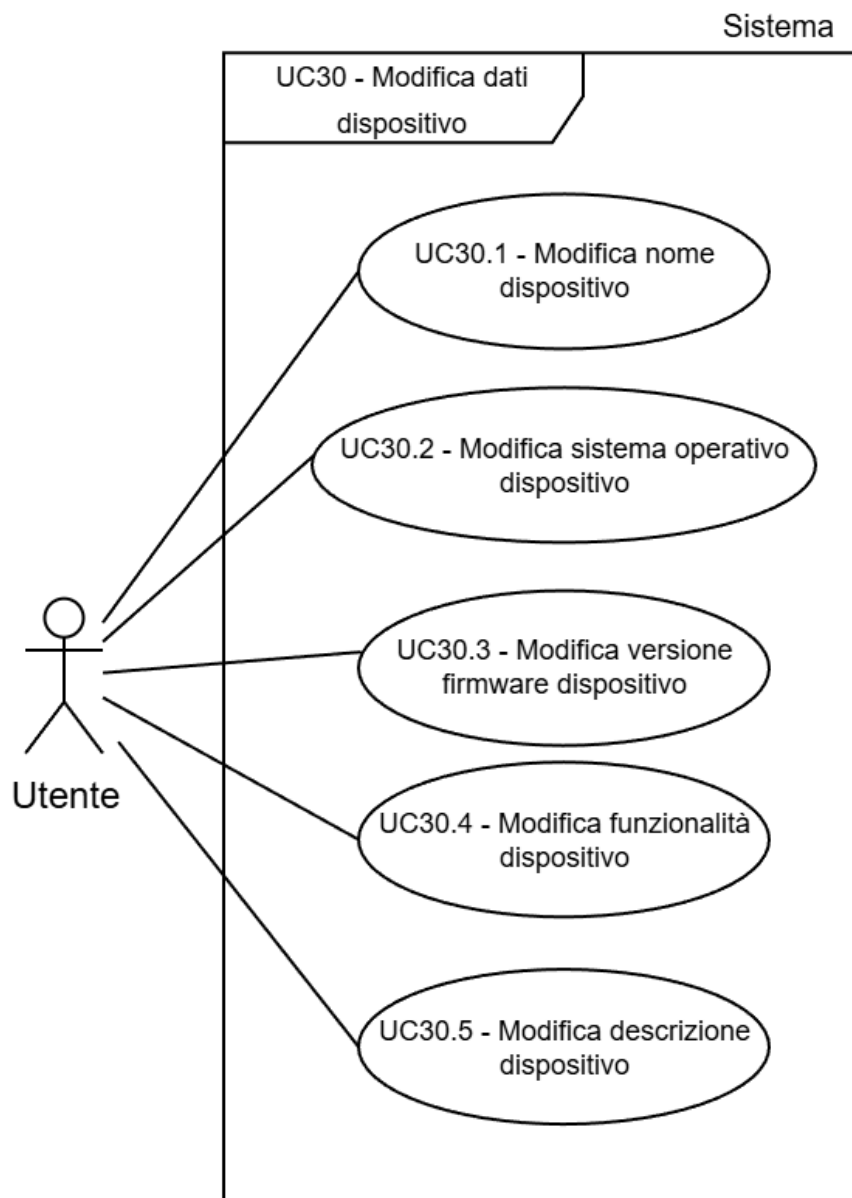 Sistema
UC30 - Modifica dati
dispositivo
UC30.1 - Modifica nome
dispositivo
UC30.2 - Modifica sistema operativo
dispositivo
UC30.3 - Modifica versione
firmware dispositivo
Utente
UC30.4 - Modifica funzionalità
dispositivo
UC30.5 - Modifica descrizione
dispositivo